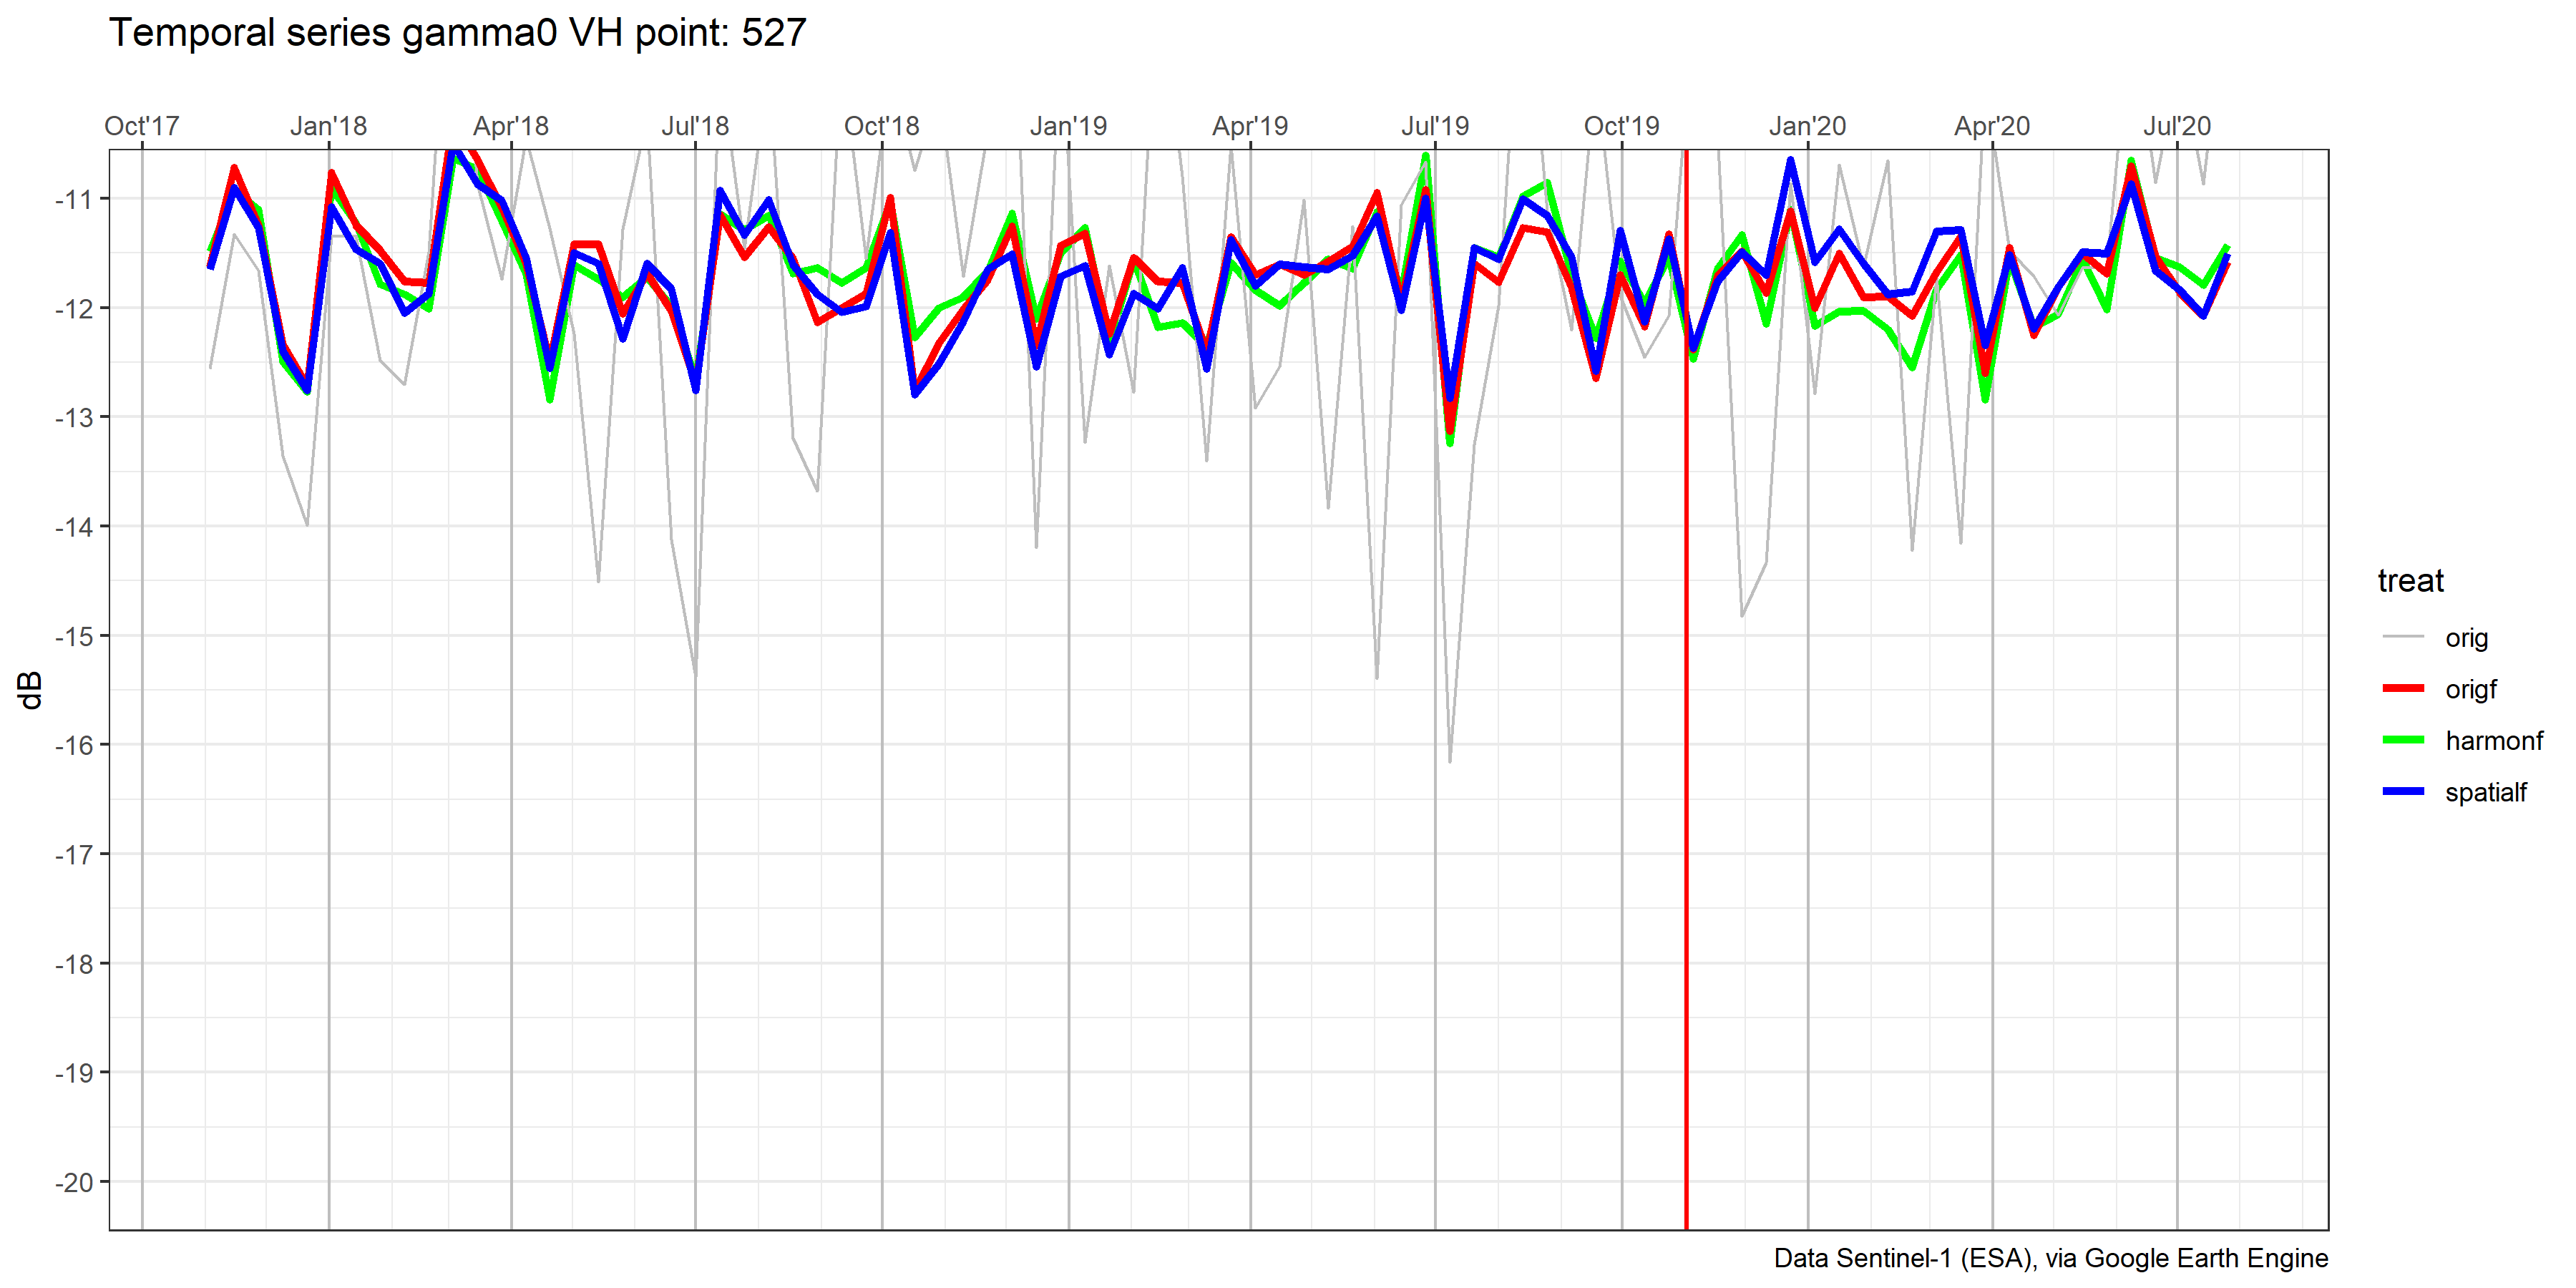 Temporal series gamma0 VH point: 527
Oct'17 Jan'18 Apr'18 Jul'18 Oct'18 Jan'19 Apr'19 Jul'19 Oct'19 Jan'20 Apr'20 Jul'20
-11
-12
-13
-14
-15
-16
-17
-18
-19
-20
dB
treat
orig
origf
harmonf
spatialf
Data Sentinel-1 (ESA), via Google Earth Engine